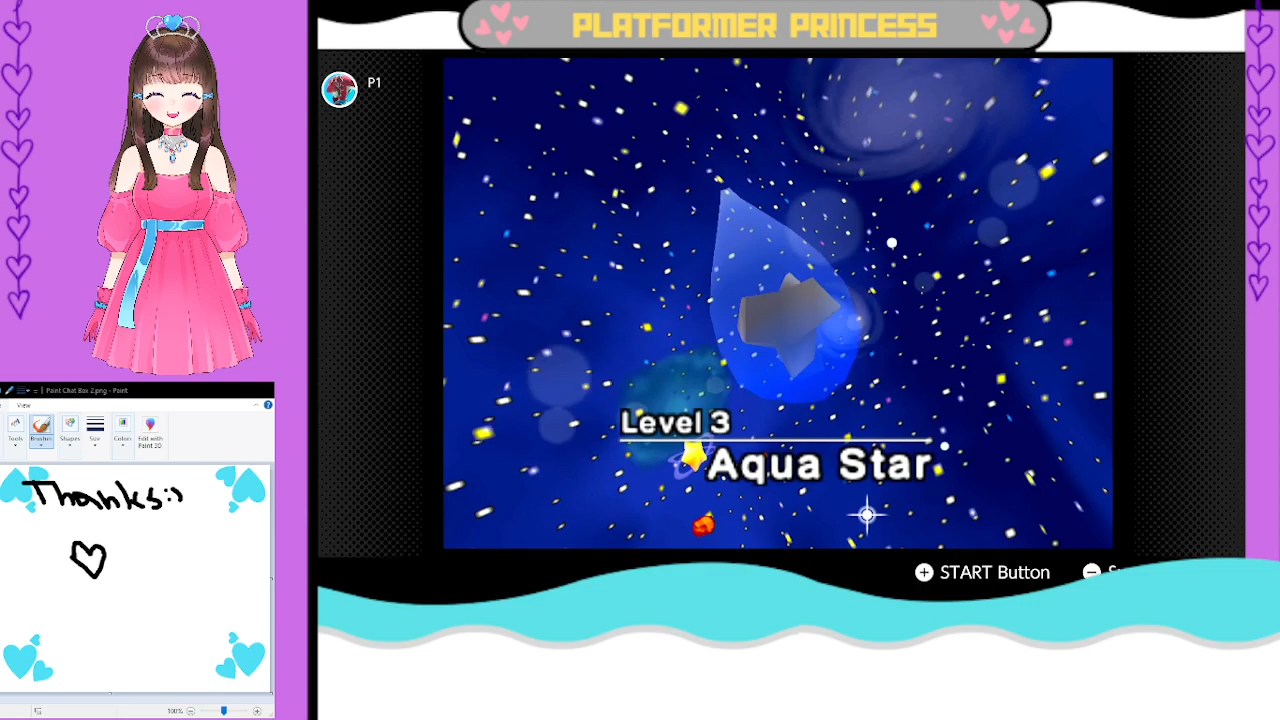 PLATFORMER PRINCESS
P1
Level 3
Aqua Star
START Button
Paint Chat Box 2.png - Paint
View
Tools
Brushes
Shapes
Size
Colors
Edit with
Paint 3D
Thanks:)
100%